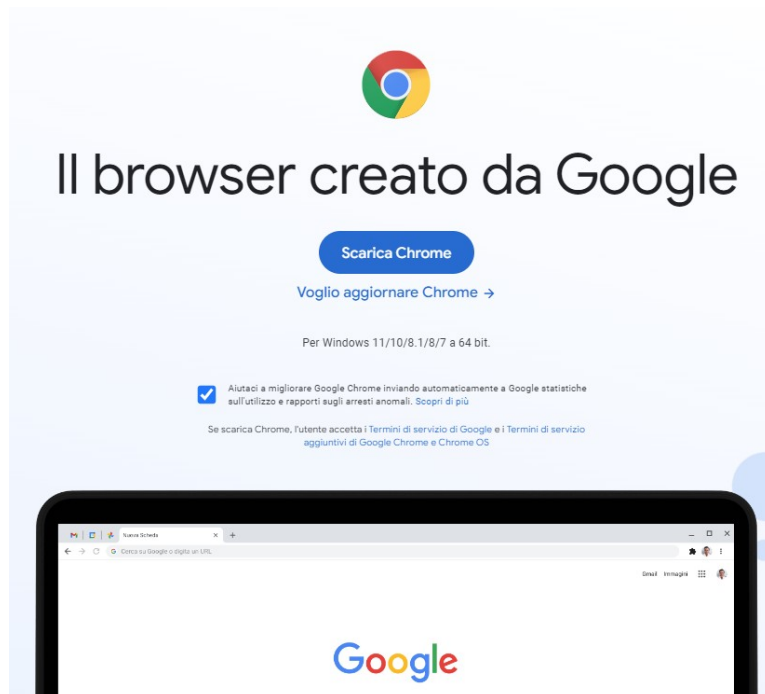 Il browser creato da Google
Scarica Chrome
Voglio aggiornare Chrome →
Per Windows 11/10/8.1/8/7 a 64 bit.
Aiutaci a migliorare Google Chrome inviando automaticamente a Google statistiche
sull'utilizzo e rapporti sugli arresti anomali. Scopri di più
Se scarica Chrome, l'utente accetta i Termini di servizio di Google e i Termini di servizio
aggiuntivi di Google Chrome e Chrome OS
Nuova Scheda
Cerca su Google o digita un URL
Gmail Immagini
Google